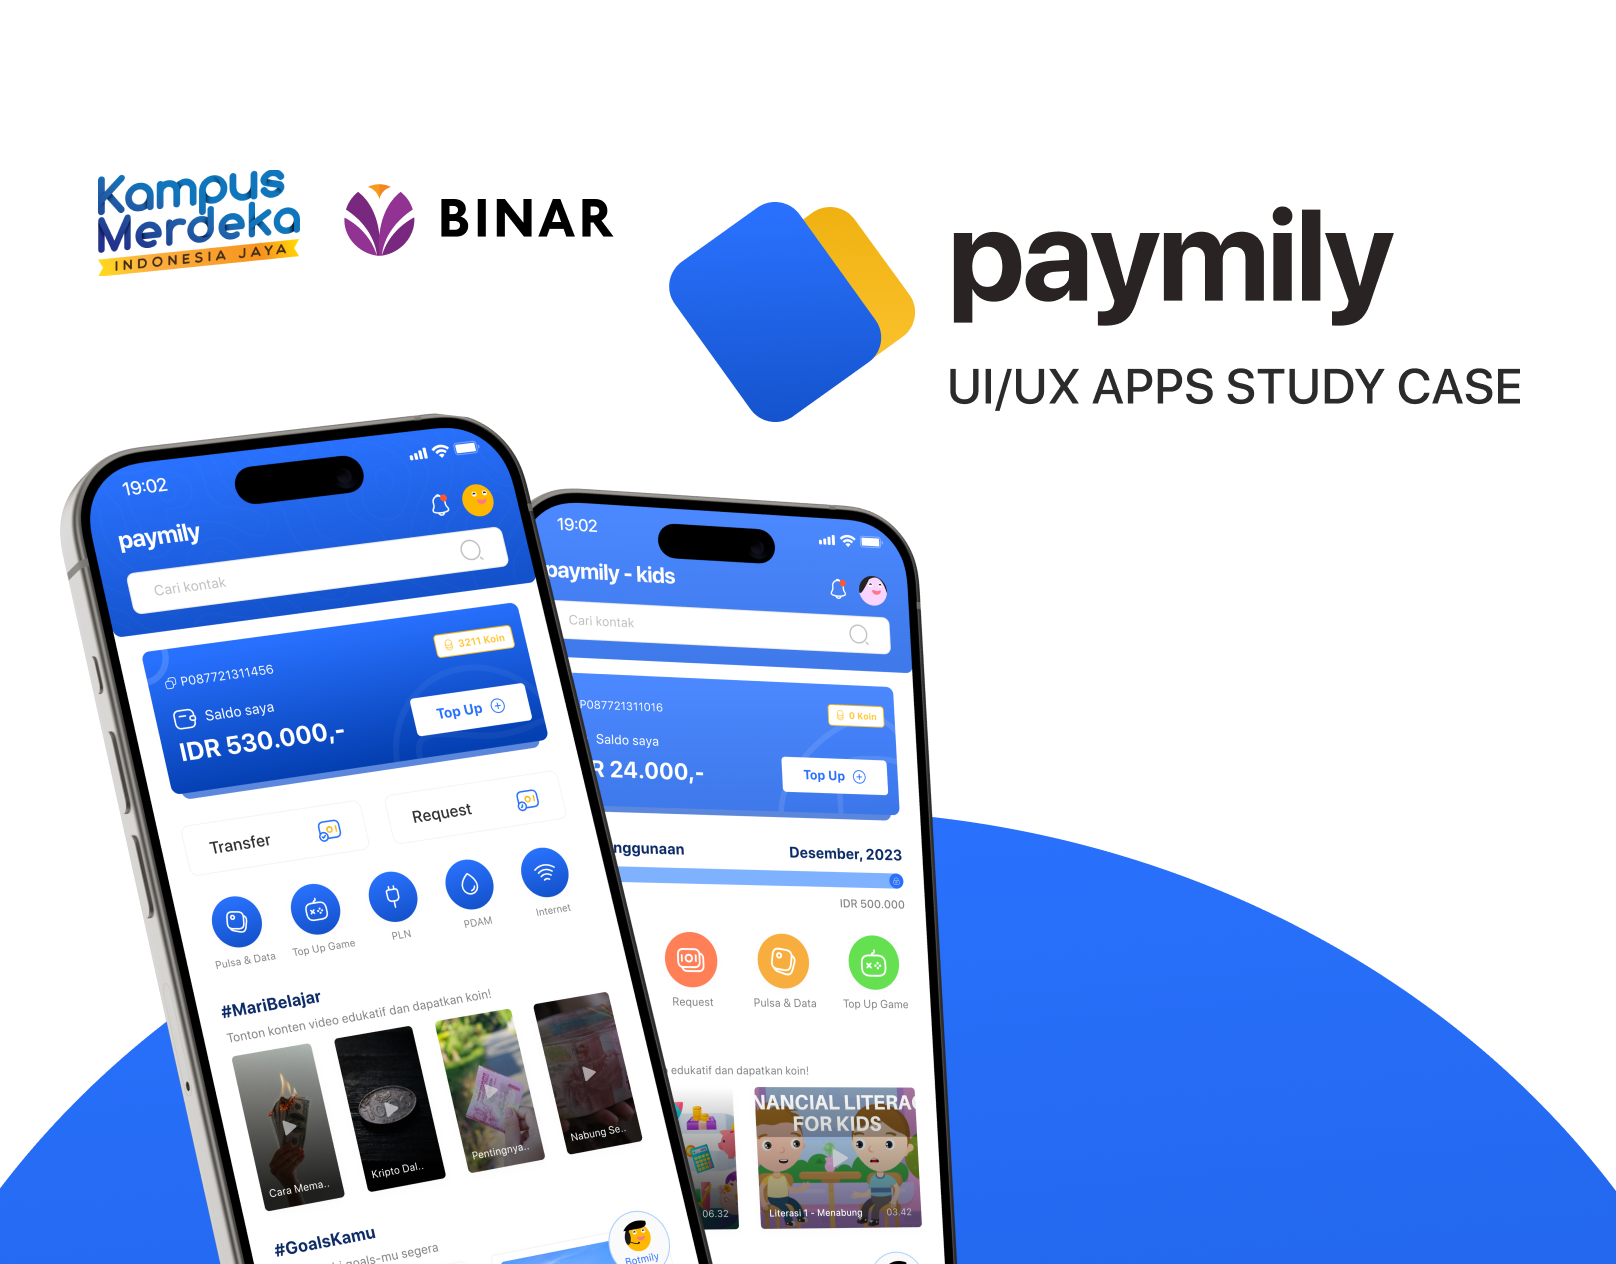 Kampus
Merdeka
INDONESIA JAYA
BINAR
paymily
UI/UX APPS STUDY CASE
19:02
paymily
Cari kontak
3211 Koin
P087721311456
Saldo saya
IDR 530.000,-
Top Up
Transfer
Request
Pulsa & Data
Top Up Game
PLN
PDAM
Internet
#MariBelajar
Tonton konten video edukatif dan dapatkan koin!
Cara Mema..
Kripto Dal..
Pentingnya..
Nabung Se..
#GoalsKamu
goals-mu segera
Botmily
19:02
paymily - kids
Cari kontak
P087721311016
0 Koin
Saldo saya
R 24.000,-
Top Up
nggunaan
Desember, 2023
IDR 500.000
Request
Pulsa & Data
Top Up Game
edukatif dan dapatkan koin!
NANCIAL LITERAC
FOR KIDS
06.32
Literasi 1 - Menabung
03.42